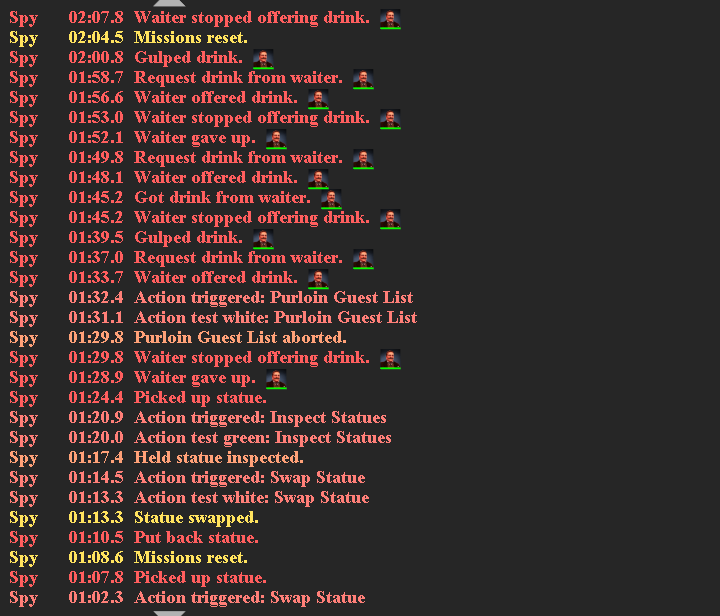 Spy 02:07.8 Waiter stopped offering drink.
Spy 02:04.5 Missions reset.
Spy 02:00.8 Gulped drink.
Spy 01:58.7 Request drink from waiter.
Spy 01:56.6 Waiter offered drink.
Spy 01:53.0 Waiter stopped offering drink.
Spy 01:52.1 Waiter gave up.
Spy 01:49.8 Request drink from waiter.
Spy 01:48.1 Waiter offered drink.
Spy 01:45.2 Got drink from waiter.
Spy 01:45.2 Waiter stopped offering drink.
Spy 01:39.5 Gulped drink.
Spy 01:37.0 Request drink from waiter.
Spy 01:33.7 Waiter offered drink.
Spy 01:32.4 Action triggered: Purloin Guest List
Spy 01:31.1 Action test white: Purloin Guest List
Spy 01:29.8 Purloin Guest List aborted.
Spy 01:29.8 Waiter stopped offering drink.
Spy 01:28.9 Waiter gave up.
Spy 01:24.4 Picked up statue.
Spy 01:20.9 Action triggered: Inspect Statues
Spy 01:20.0 Action test green: Inspect Statues
Spy 01:17.4 Held statue inspected.
Spy 01:14.5 Action triggered: Swap Statue
Spy 01:13.3 Action test white: Swap Statue
Spy 01:13.3 Statue swapped.
Spy 01:10.5 Put back statue.
Spy 01:08.6 Missions reset.
Spy 01:07.8 Picked up statue.
Spy 01:02.3 Action triggered: Swap Statue